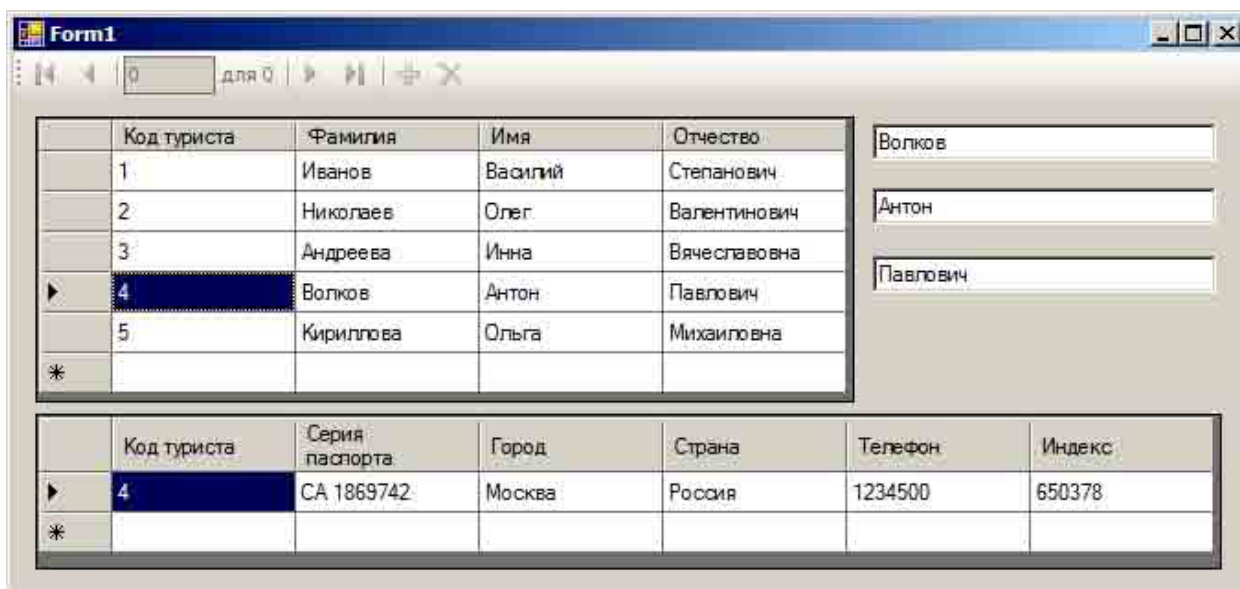 Form1
0 для 0
Код туриста Фамилия Имя Отчество
1 Иванов Василий Степанович
2 Николаев Олег Валентинович
3 Андреева Инна Вячеславовна
4 Волков Антон Павлович
5 Кириллова Ольга Михаиловна
Волков
Антон
Павлович
Код туриста Серия паспорта Город Страна Телефон Индекс
4 СА 1869742 Москва Россия 1234500 650378